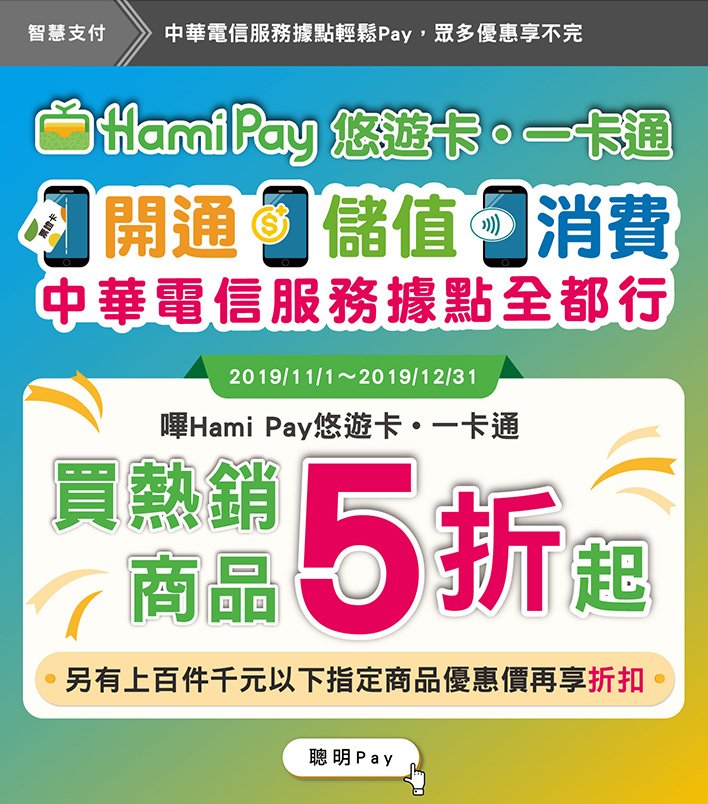 智慧支付
中華電信服務據點輕鬆Pay，眾多優惠享不完
Hami Pay 悠遊卡・一卡通
票證卡
開通 儲值 消費
中華電信服務據點全都行
2019/11/1～2019/12/31
嗶Hami Pay悠遊卡・一卡通
買熱銷
商品
5折起
另有上百件千元以下指定商品優惠價再享折扣
聰明Pay